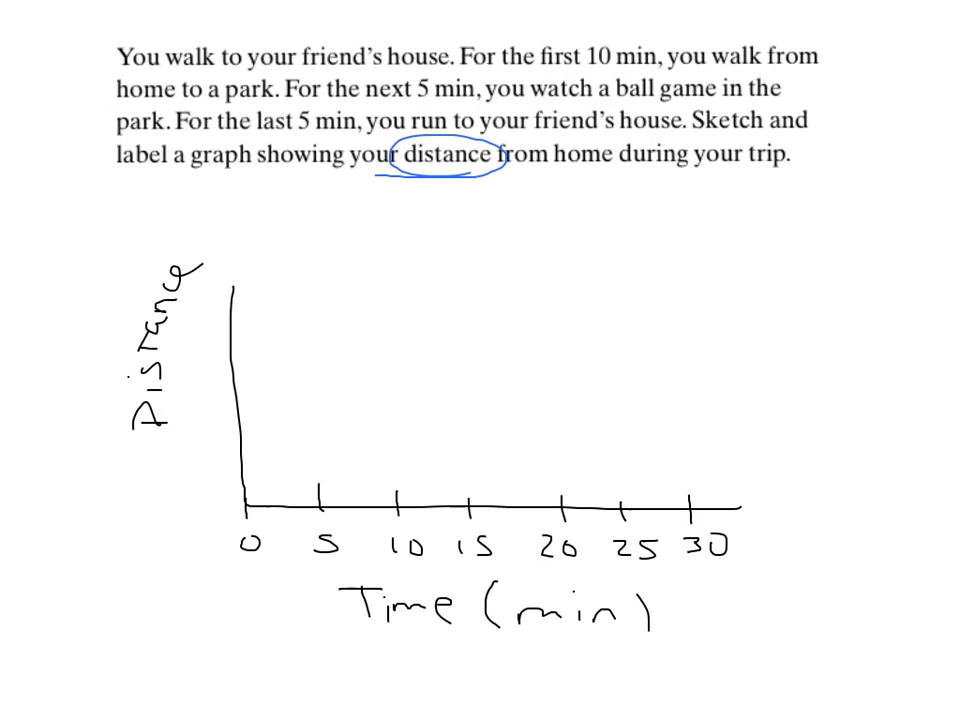 You walk to your friend's house. For the first 10 min, you walk from
home to a park. For the next 5 min, you watch a ball game in the
park. For the last 5 min, you run to your friend's house. Sketch and
label a graph showing your distance from home during your trip.
Distance
0 5 10 15 20 25 30
Time (min)